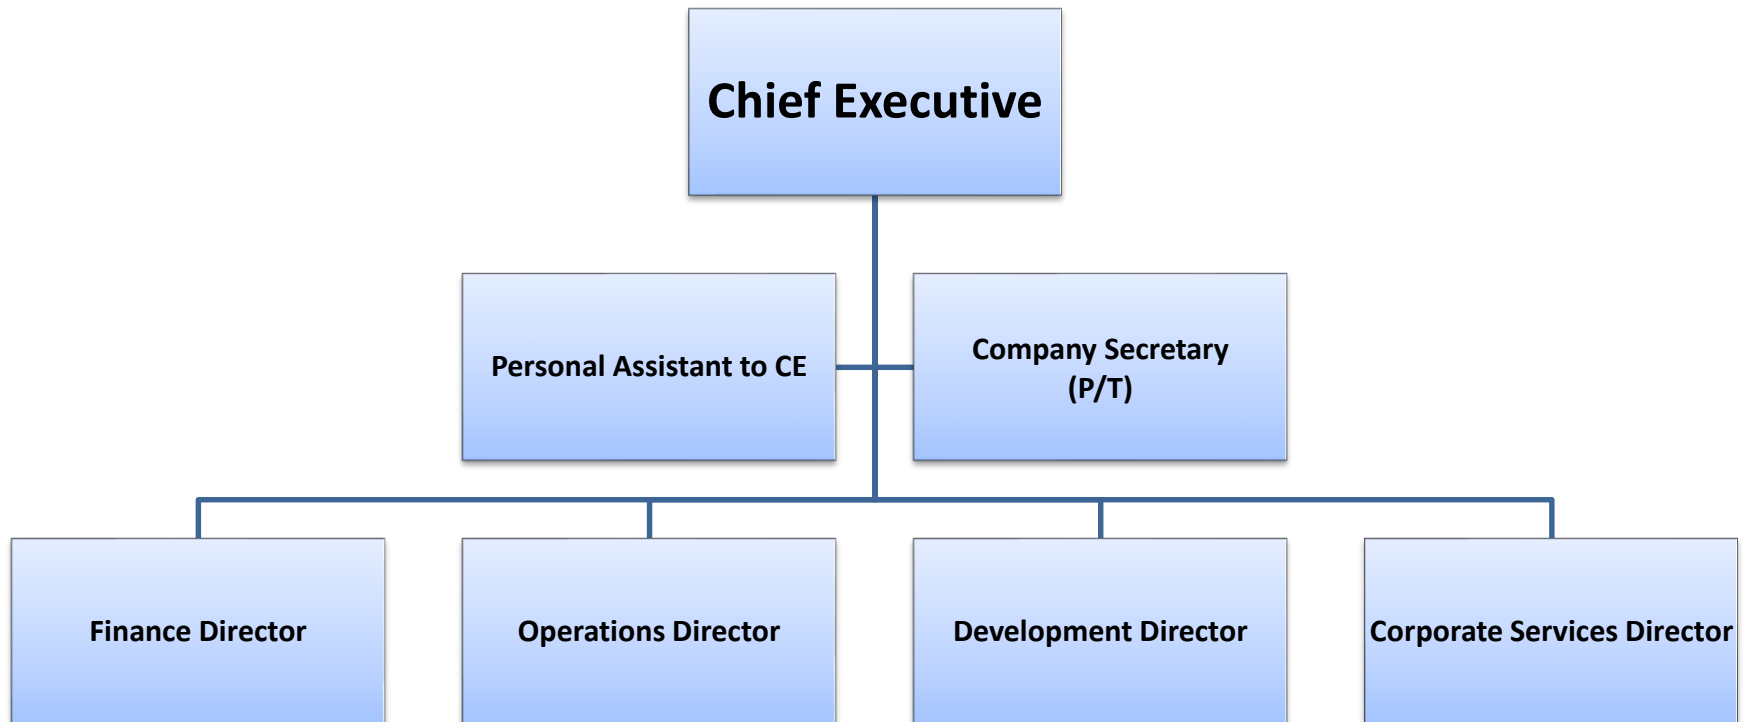 Chief Executive
Personal Assistant to CE
Company Secretary
(P/T)
Finance Director
Operations Director
Development Director
Corporate Services Director